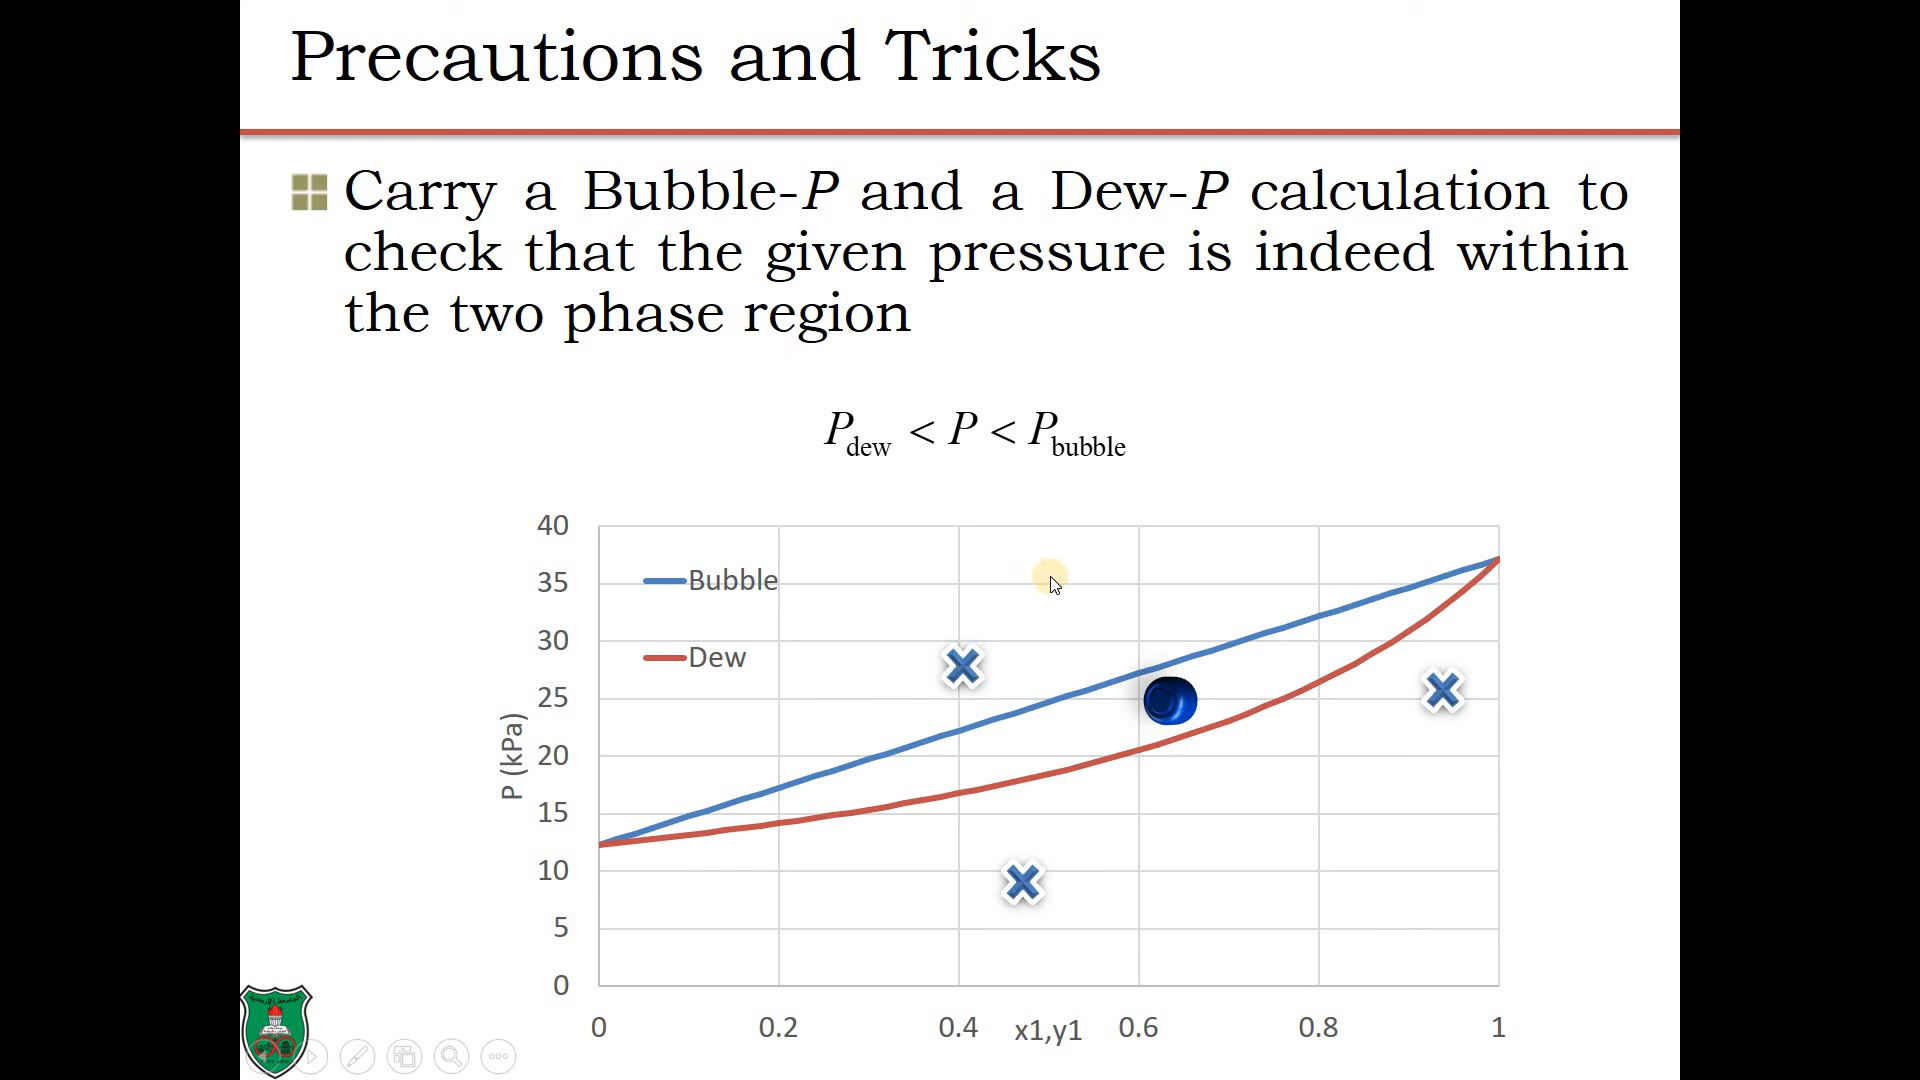 Precautions and Tricks
Carry a Bubble-P and a Dew-P calculation to
check that the given pressure is indeed within
the two phase region
P_dew < P < P_bubble
40
35
30
25
20
15
10
5
0
P (kPa)
Bubble
Dew
0 0.2 0.4 x1,y1 0.6 0.8 1